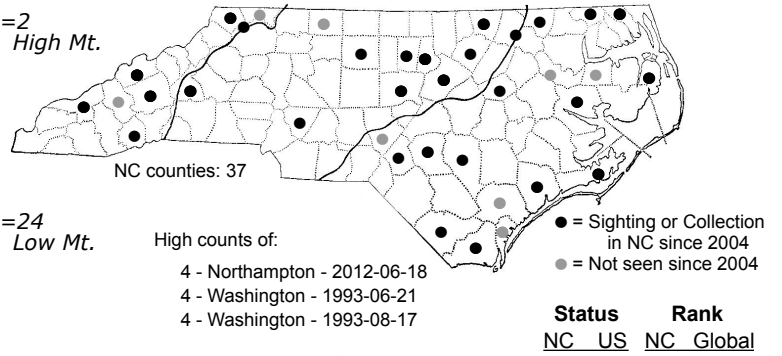 =2
High Mt.
NC counties: 37
=24
Low Mt.
High counts of:
4 - Northampton - 2012-06-18
4 - Washington - 1993-06-21
4 - Washington - 1993-08-17
= Sighting or Collection
in NC since 2004
= Not seen since 2004
Status Rank
NC US NC Global